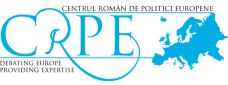 CENTRUL ROMÂN DE POLITICI EUROPENE
CRPE
DEBATING EUROPE
PROVIDING EXPERTISE